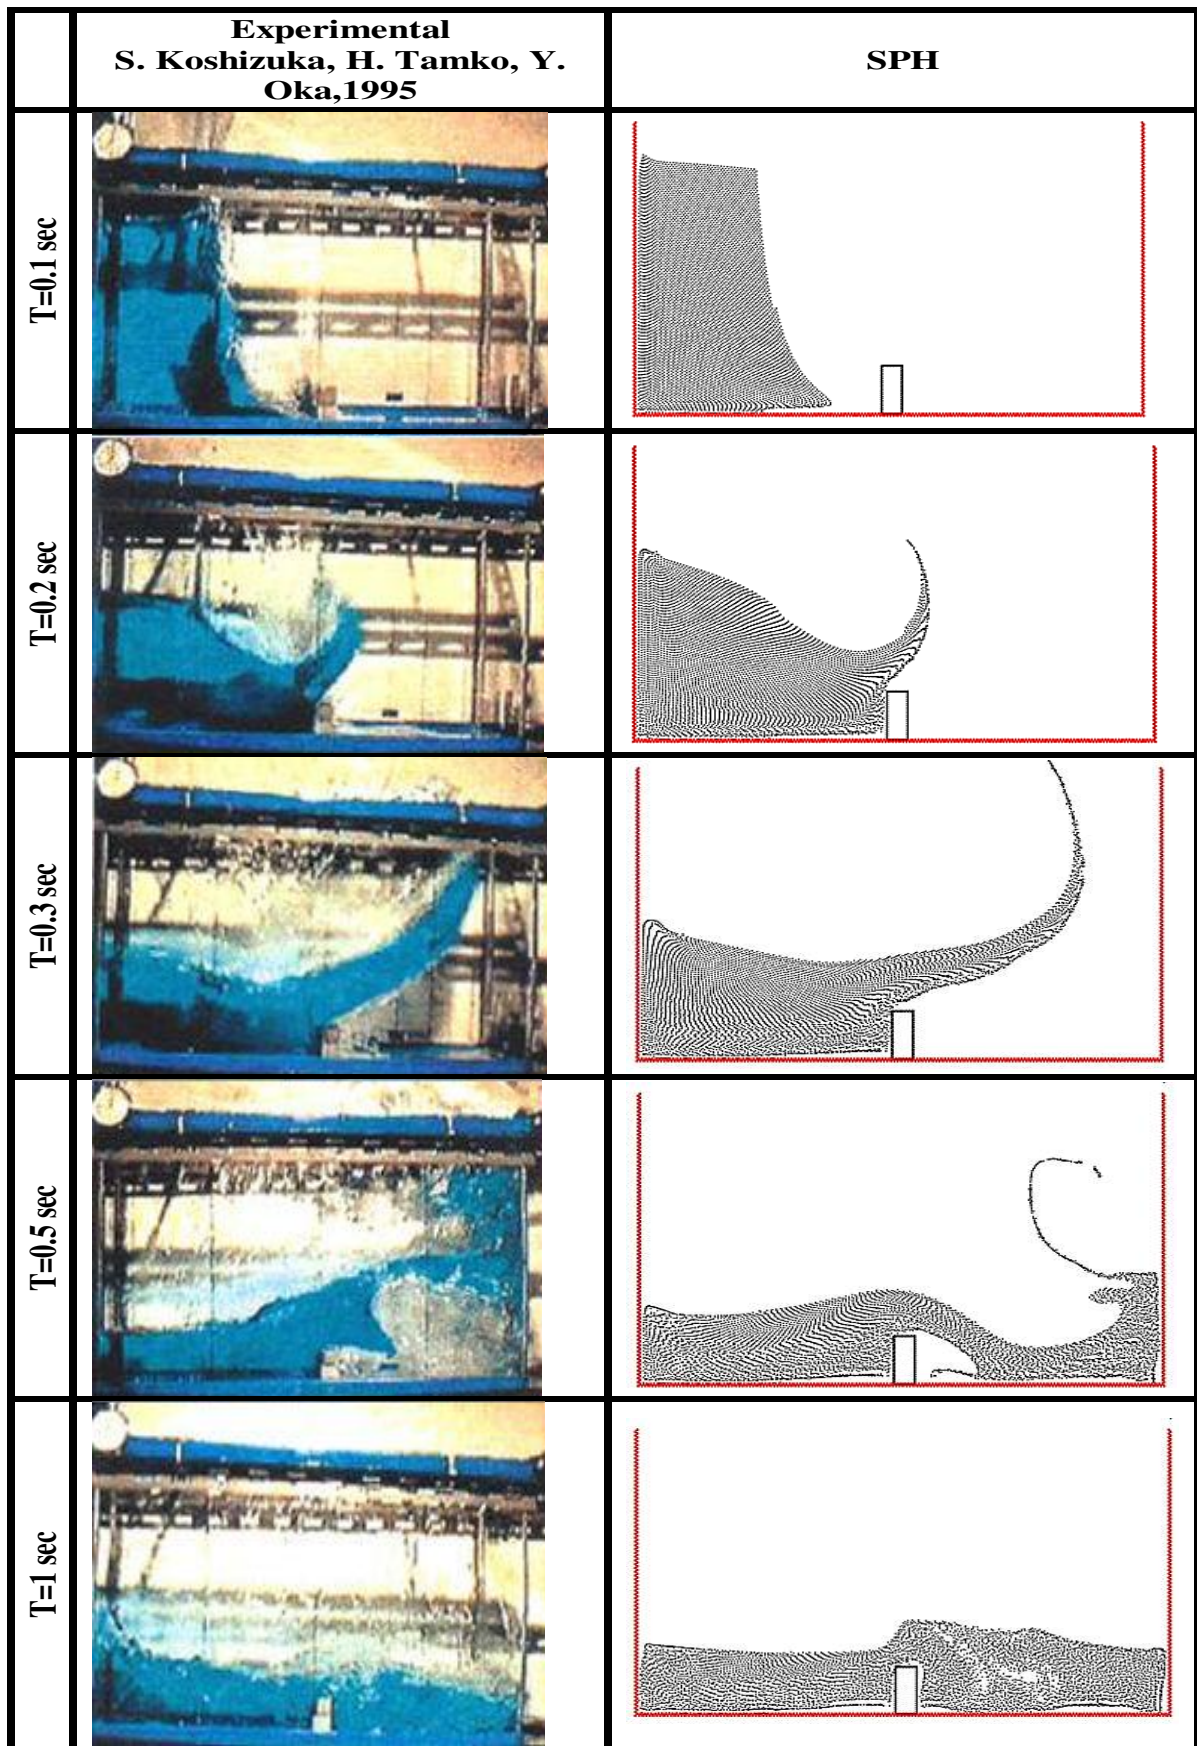 Experimental
S. Koshizuka, H. Tamko, Y.
Oka,1995
SPH
T=0.1 sec
T=0.2 sec
T=0.3 sec
T=0.5 sec
T=1 sec